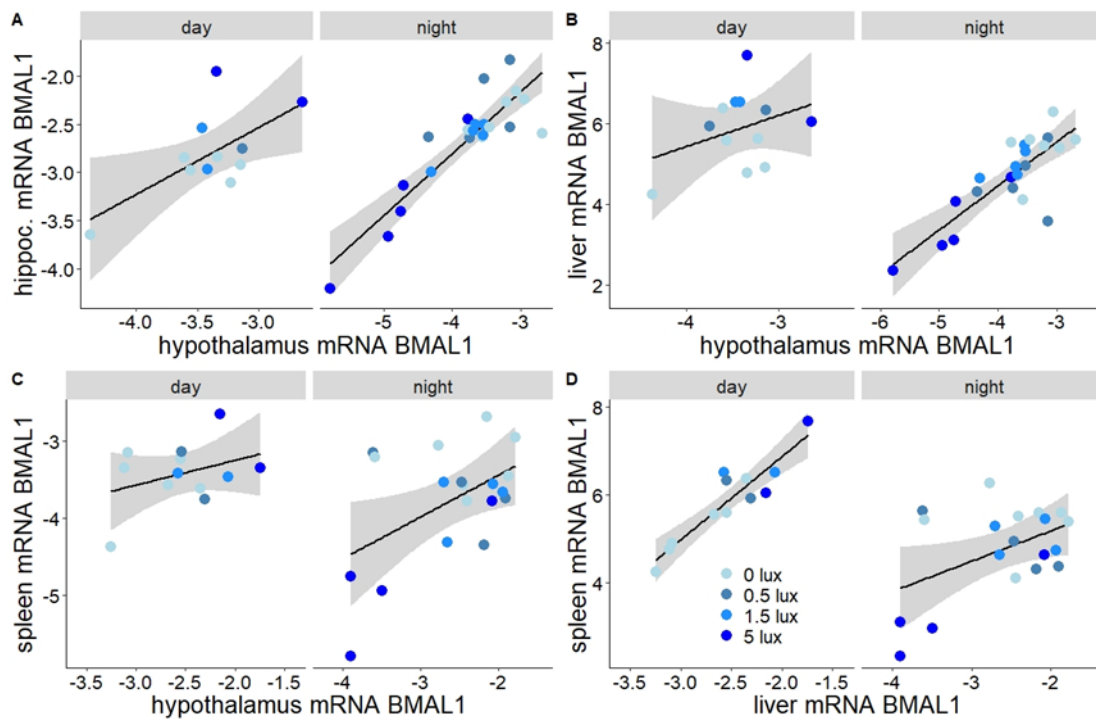 A
day
night
hippoc. mRNA BMAL1
-2.0
-2.5
-3.0
-3.5
-4.0
-4.0
-3.0
-5
-4
-3
hypothalamus mRNA BMAL1
B
day
night
liver mRNA BMAL1
8
6
4
2
-4
-3
-6
-5
-4
-3
hypothalamus mRNA BMAL1
C
day
night
spleen mRNA BMAL1
-3
-4
-5
-3.5
-3.0
-2.5
-2.0
-1.5
-4
-3
-2
hypothalamus mRNA BMAL1
D
day
night
spleen mRNA BMAL1
8
6
4
0 lux
0.5 lux
1.5 lux
5 lux
-3.5
-3.0
-2.5
-2.0
-1.5
-4
-3
-2
liver mRNA BMAL1